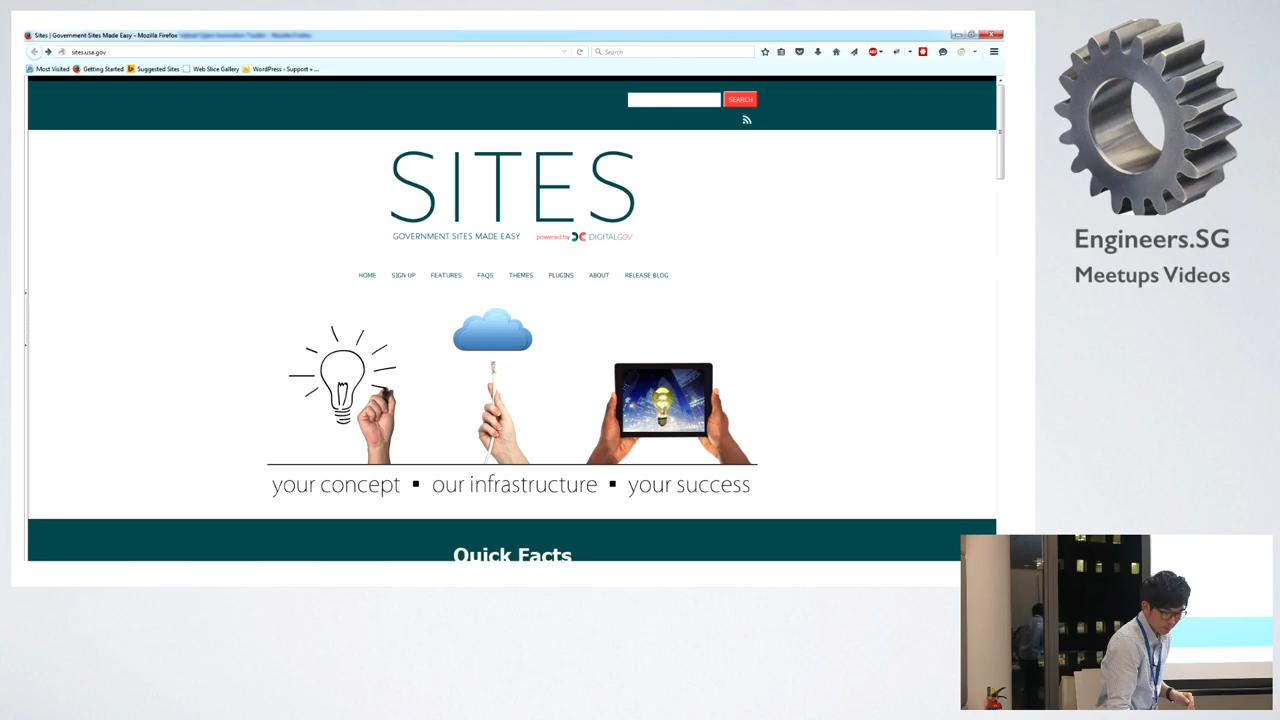 Sites | Government Sites Made Easy - Mozilla Firefox
sites.usa.gov
Search
Most Visited Getting Started Suggested Sites Web Slice Gallery WordPress › Support » ...
SEARCH
SITES
GOVERNMENT SITES MADE EASY powered by DIGITALGOV
HOME SIGN UP FEATURES FAQS THEMES PLUGINS ABOUT RELEASE BLOG
your concept ▪ our infrastructure ▪ your success
Quick Facts
Engineers.SG
Meetups Videos